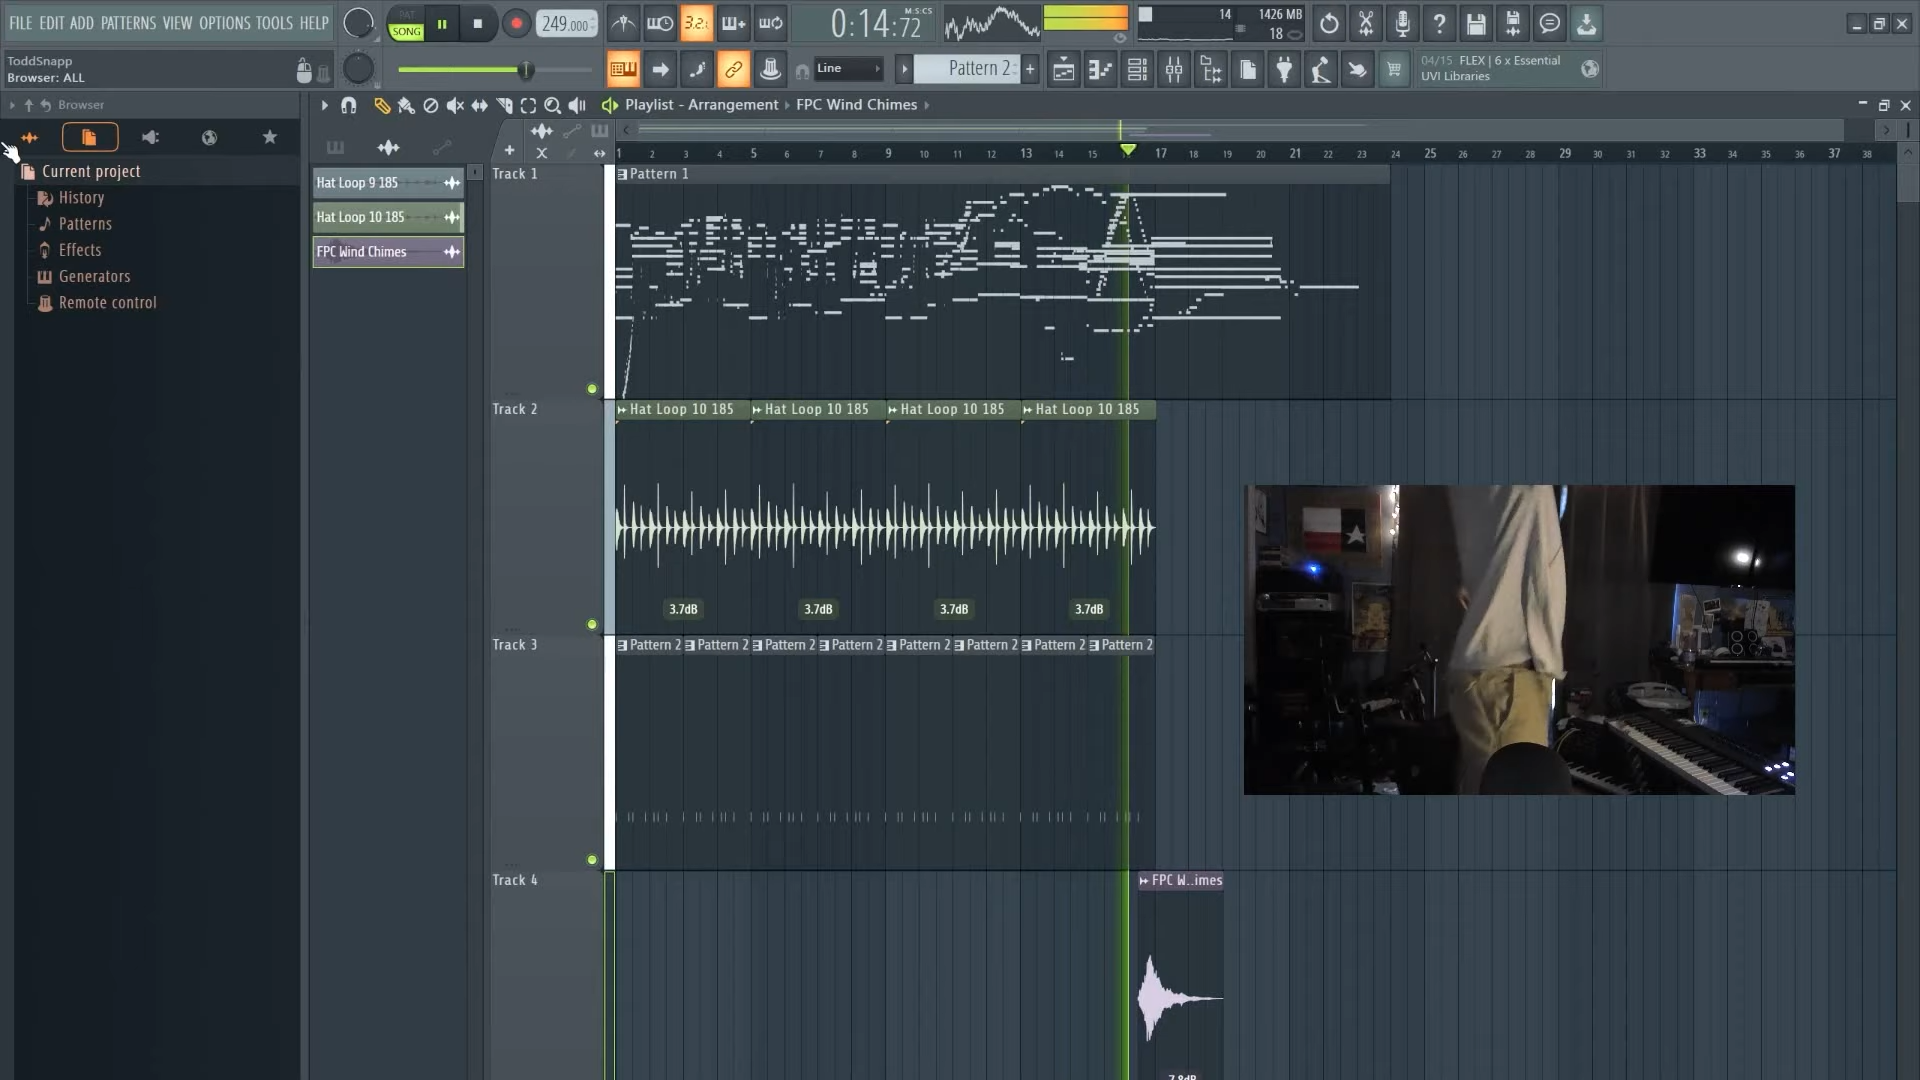 FILE EDIT ADD PATTERNS VIEW OPTIONS TOOLS HELP
PAT
SONG
249.000
3.2.
0:14:72
M:S:CS
14
1426 MB
18
ToddSnapp
Browser: ALL
Line
Pattern 2
04/15 FLEX | 6 x Essential
UVI Libraries
Browser
Playlist - Arrangement › FPC Wind Chimes
Current project
History
Patterns
Effects
Generators
Remote control
Hat Loop 9 185
Hat Loop 10 185
FPC Wind Chimes
1 2 3 4 5 6 7 8 9 10 11 12 13 14 15 17 18 19 20 21 22 23 24 25 26 27 28 29 30 31 32 33 34 35 36 37 38
Track 1
Pattern 1
Track 2
Hat Loop 10 185 Hat Loop 10 185 Hat Loop 10 185 Hat Loop 10 185
3.7dB 3.7dB 3.7dB 3.7dB
Track 3
Pattern 2 Pattern 2 Pattern 2 Pattern 2 Pattern 2 Pattern 2 Pattern 2 Pattern 2
Track 4
FPC W..imes
7.8dB